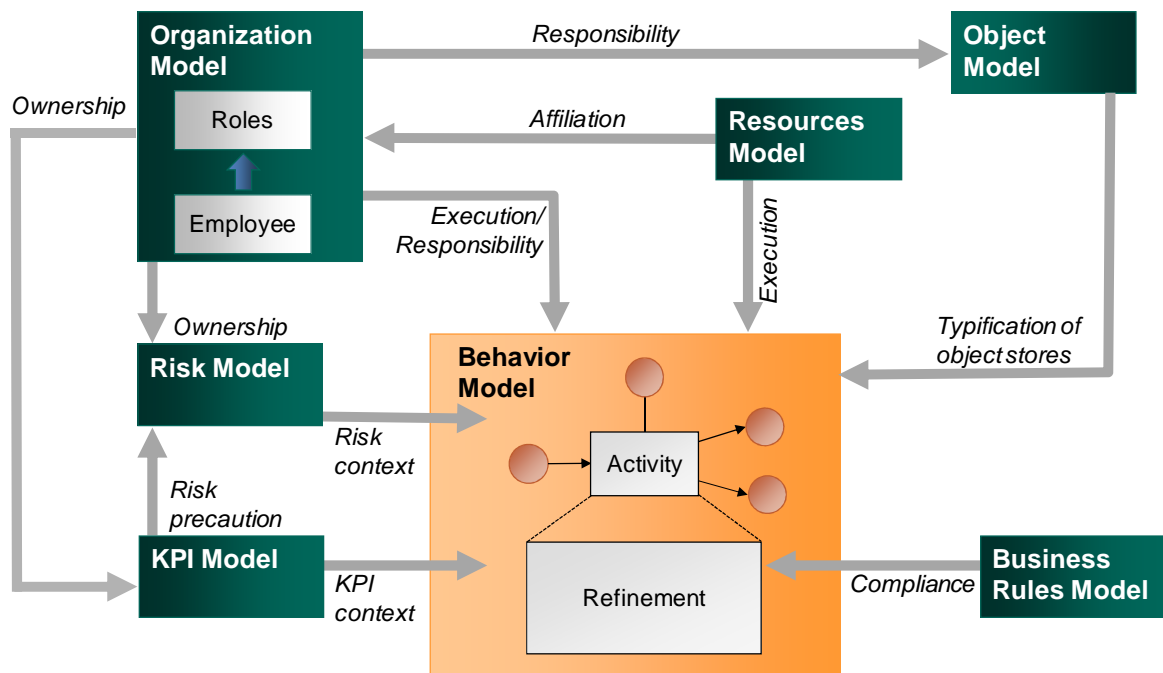 Organization
Model
Responsibility
Object
Model
Ownership
Roles
Affiliation
Resources
Model
Employee
Execution/
Responsibility
Execution
Ownership
Typification of
object stores
Risk Model
Behavior
Model
Risk
context
Activity
Risk
precaution
KPI Model
KPI
context
Refinement
Compliance
Business
Rules Model